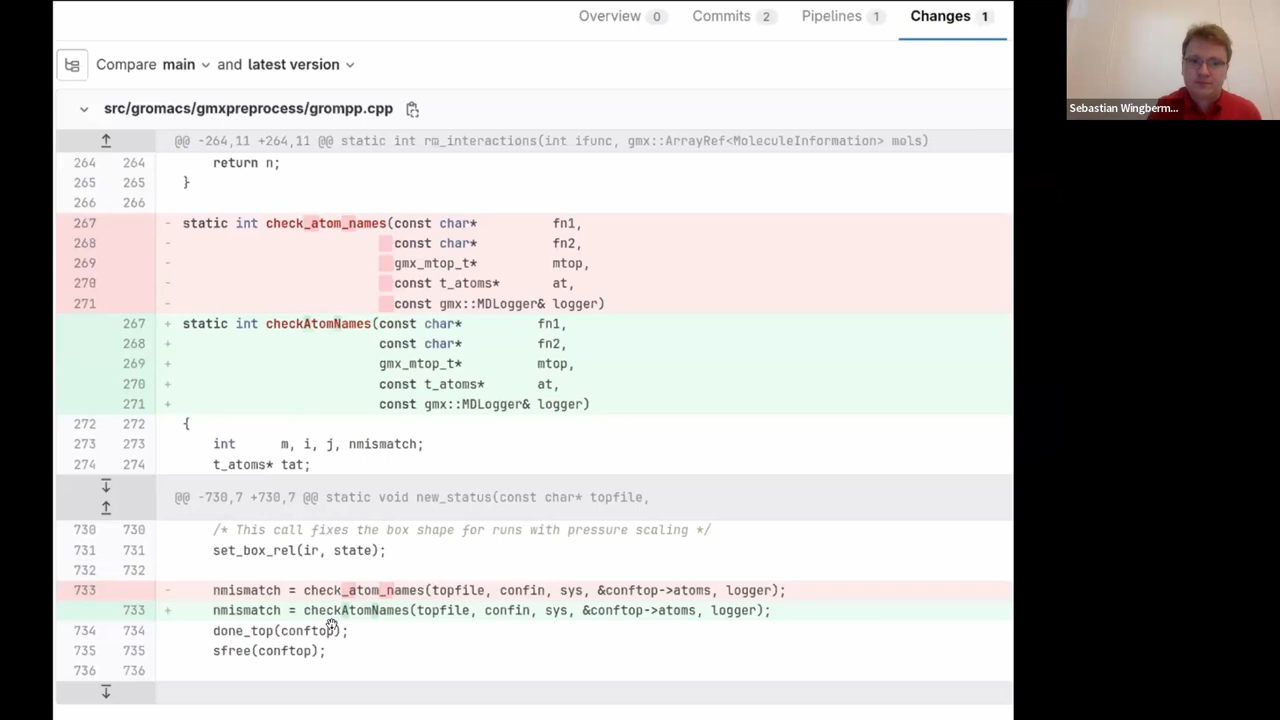 Overview 0 Commits 2 Pipelines 1 Changes 1
Compare main and latest version
src/gromacs/gmxpreprocess/grompp.cpp
@@ -264,11 +264,11 @@ static int rm_interactions(int ifunc, gmx::ArrayRef<MoleculeInformation> mols)
264 264 return n;
265 265 }
266 266
267 - static int check_atom_names(const char* fn1,
268 - const char* fn2,
269 - gmx_mtop_t* mtop,
270 - const t_atoms* at,
271 - const gmx::MDLogger& logger)
267 + static int checkAtomNames(const char* fn1,
268 + const char* fn2,
269 + gmx_mtop_t* mtop,
270 + const t_atoms* at,
271 + const gmx::MDLogger& logger)
272 272 {
273 273 int m, i, j, nmismatch;
274 274 t_atoms* tat;
@@ -730,7 +730,7 @@ static void new_status(const char* topfile,
730 730 /* This call fixes the box shape for runs with pressure scaling */
731 731 set_box_rel(ir, state);
732 732
733 - nmismatch = check_atom_names(topfile, confin, sys, &conftop->atoms, logger);
733 + nmismatch = checkAtomNames(topfile, confin, sys, &conftop->atoms, logger);
734 734 done_top(conftop);
735 735 sfree(conftop);
736 736
Sebastian Wingberm...